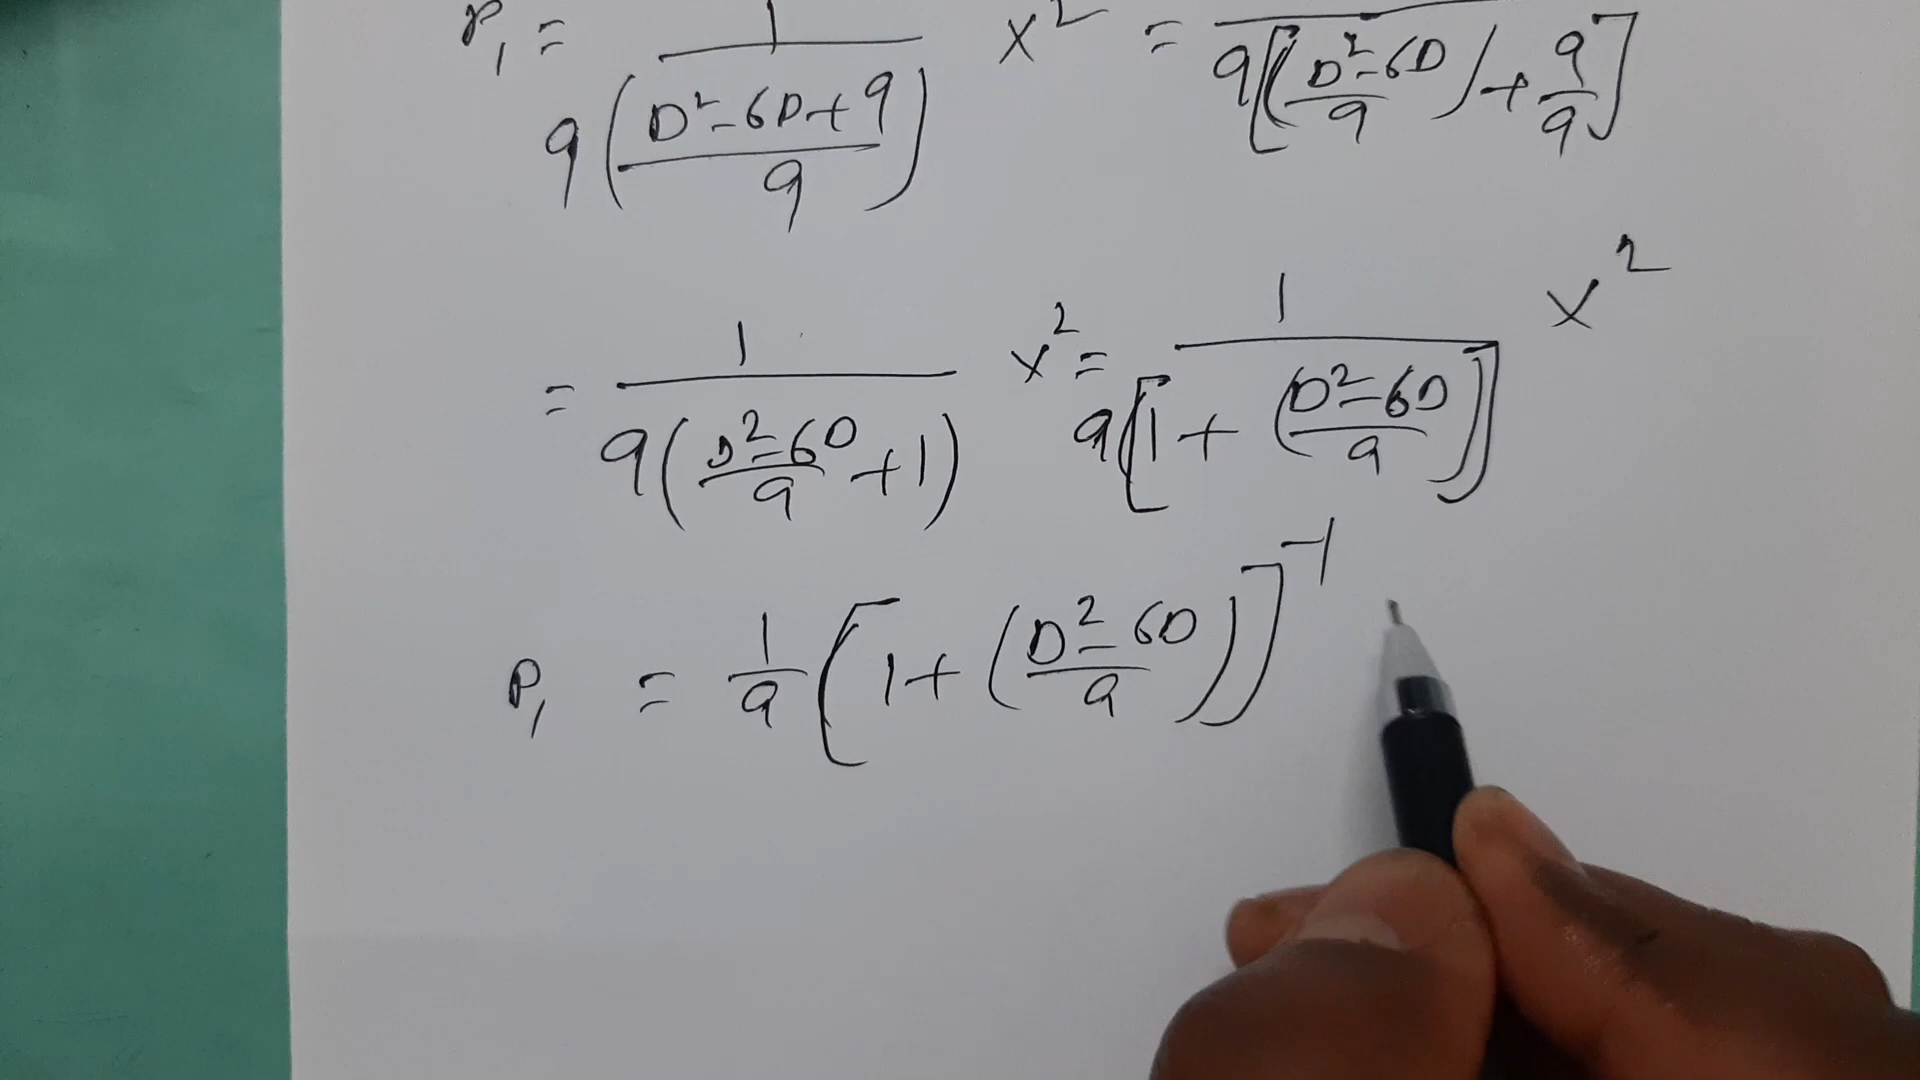 P₁ = 1/(9((D²-6D+9)/9)) x² = /(9[((D²-6D)/9) + 9/9])
= 1/(9((D²-6D)/9 + 1)) x² = 1/(9[1 + ((D²-6D)/9)]) x²
P₁ = 1/9 [1 + ((D²-6D)/9)]⁻¹